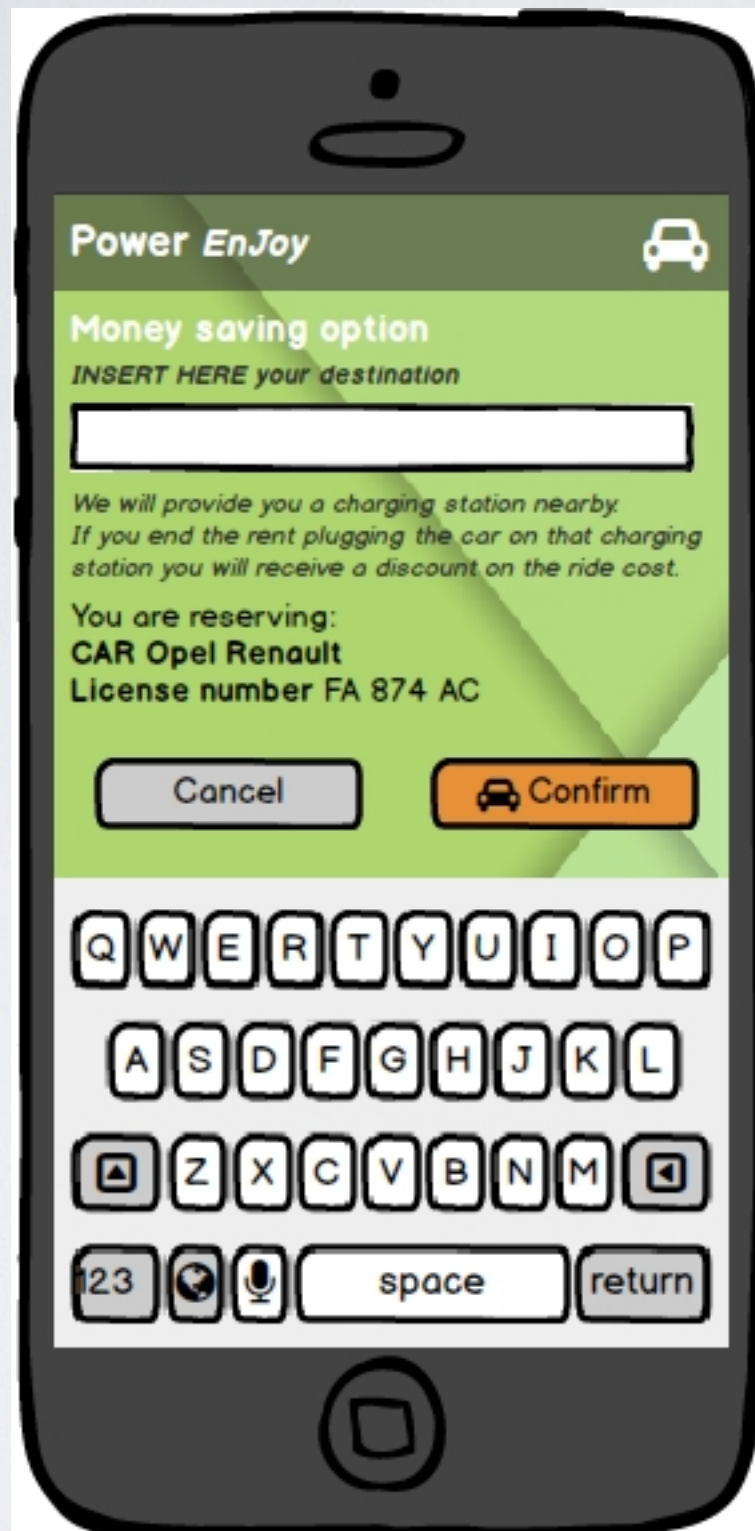 Power EnJoy
Money saving option
INSERT HERE your destination
We will provide you a charging station nearby.
If you end the rent plugging the car on that charging
station you will receive a discount on the ride cost.
You are reserving:
CAR Opel Renault
License number FA 874 AC
Cancel Confirm
Q W E R T Y U I O P
A S D F G H J K L
Z X C V B N M
123 space return